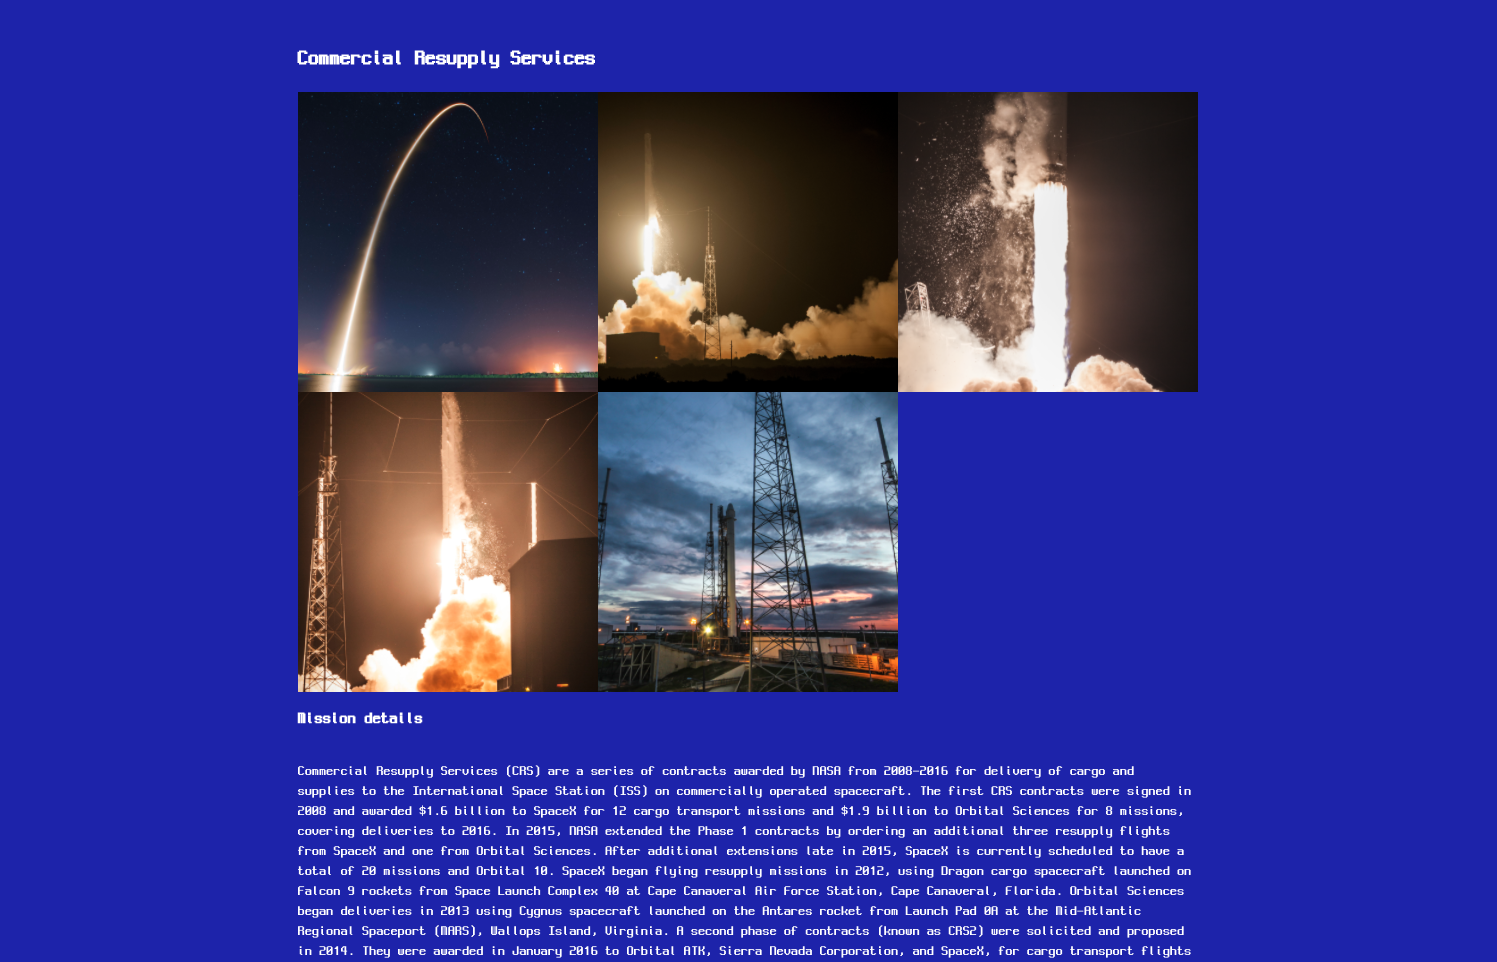 Commercial Resupply Services
Mission details
Commercial Resupply Services (CRS) are a series of contracts awarded by NASA from 2008-2016 for delivery of cargo and
supplies to the International Space Station (ISS) on commercially operated spacecraft. The first CRS contracts were signed in
2008 and awarded $1.6 billion to SpaceX for 12 cargo transport missions and $1.9 billion to Orbital Sciences for 8 missions,
covering deliveries to 2016. In 2015, NASA extended the Phase 1 contracts by ordering an additional three resupply flights
from SpaceX and one from Orbital Sciences. After additional extensions late in 2015, SpaceX is currently scheduled to have a
total of 20 missions and Orbital 10. SpaceX began flying resupply missions in 2012, using Dragon cargo spacecraft launched on
Falcon 9 rockets from Space Launch Complex 40 at Cape Canaveral Air Force Station, Cape Canaveral, Florida. Orbital Sciences
began deliveries in 2013 using Cygnus spacecraft launched on the Antares rocket from Launch Pad 0A at the Mid-Atlantic
Regional Spaceport (MARS), Wallops Island, Virginia. A second phase of contracts (known as CRS2) were solicited and proposed
in 2014. They were awarded in January 2016 to Orbital ATK, Sierra Nevada Corporation, and SpaceX, for cargo transport flights